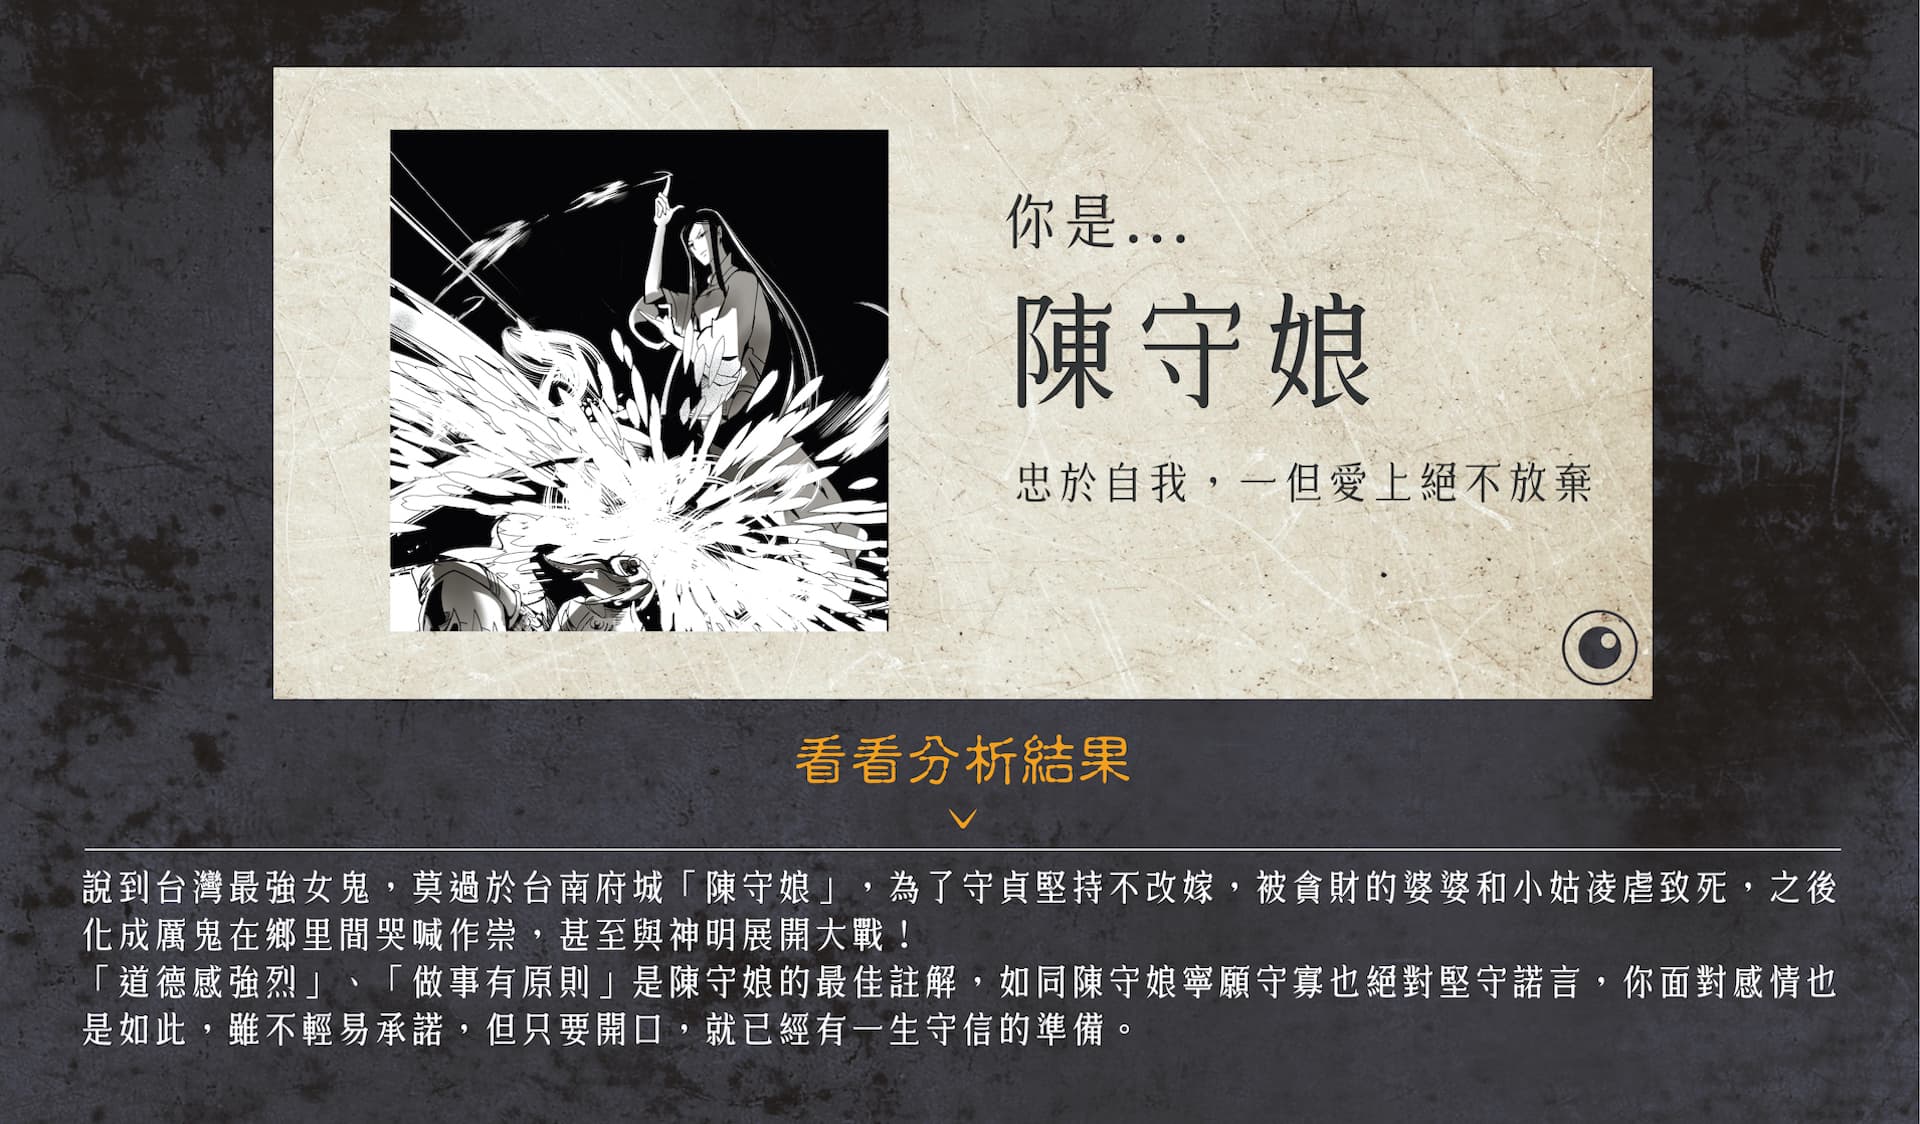 你是...
陳守娘
忠於自我，一但愛上絕不放棄
看看分析結果
說到台灣最強女鬼，莫過於台南府城「陳守娘」，為了守貞堅持不改嫁，被貪財的婆婆和小姑凌虐致死，之後
化成厲鬼在鄉里間哭喊作祟，甚至與神明展開大戰！
「道德感強烈」、「做事有原則」是陳守娘的最佳註解，如同陳守娘寧願守寡也絕對堅守諾言，你面對感情也
是如此，雖不輕易承諾，但只要開口，就已經有一生守信的準備。